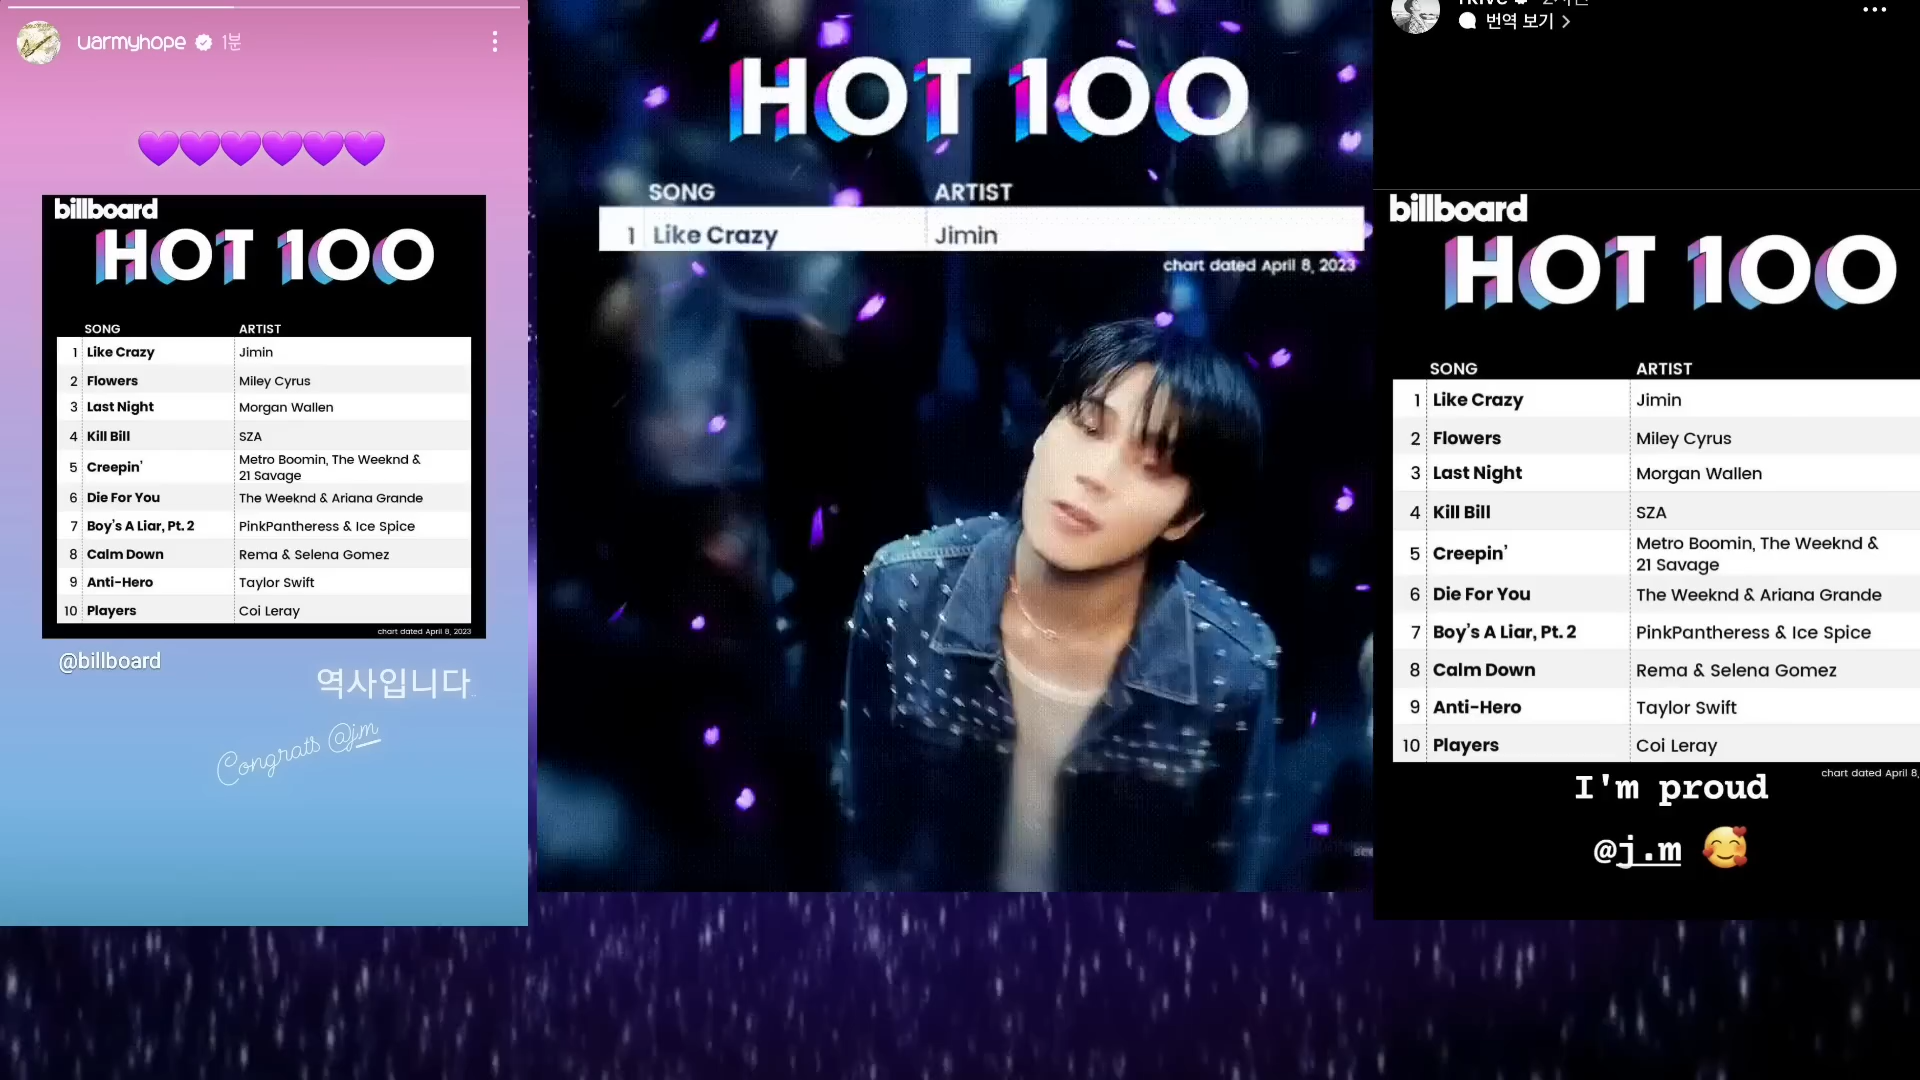 uarmyhope 1분
billboard
HOT 100
SONG ARTIST
1 Like Crazy Jimin
2 Flowers Miley Cyrus
3 Last Night Morgan Wallen
4 Kill Bill SZA
5 Creepin' Metro Boomin, The Weeknd &
21 Savage
6 Die For You The Weeknd & Ariana Grande
7 Boy's A Liar, Pt. 2 PinkPantheress & Ice Spice
8 Calm Down Rema & Selena Gomez
9 Anti-Hero Taylor Swift
10 Players Coi Leray
chart dated April 8, 2023
@billboard
역사입니다
Congrats @j.m
HOT 100
SONG ARTIST
1 Like Crazy Jimin
chart dated April 8, 2023
번역 보기
billboard
HOT 100
SONG ARTIST
1 Like Crazy Jimin
2 Flowers Miley Cyrus
3 Last Night Morgan Wallen
4 Kill Bill SZA
5 Creepin' Metro Boomin, The Weeknd &
21 Savage
6 Die For You The Weeknd & Ariana Grande
7 Boy's A Liar, Pt. 2 PinkPantheress & Ice Spice
8 Calm Down Rema & Selena Gomez
9 Anti-Hero Taylor Swift
10 Players Coi Leray
chart dated April 8,
I'm proud
@j.m